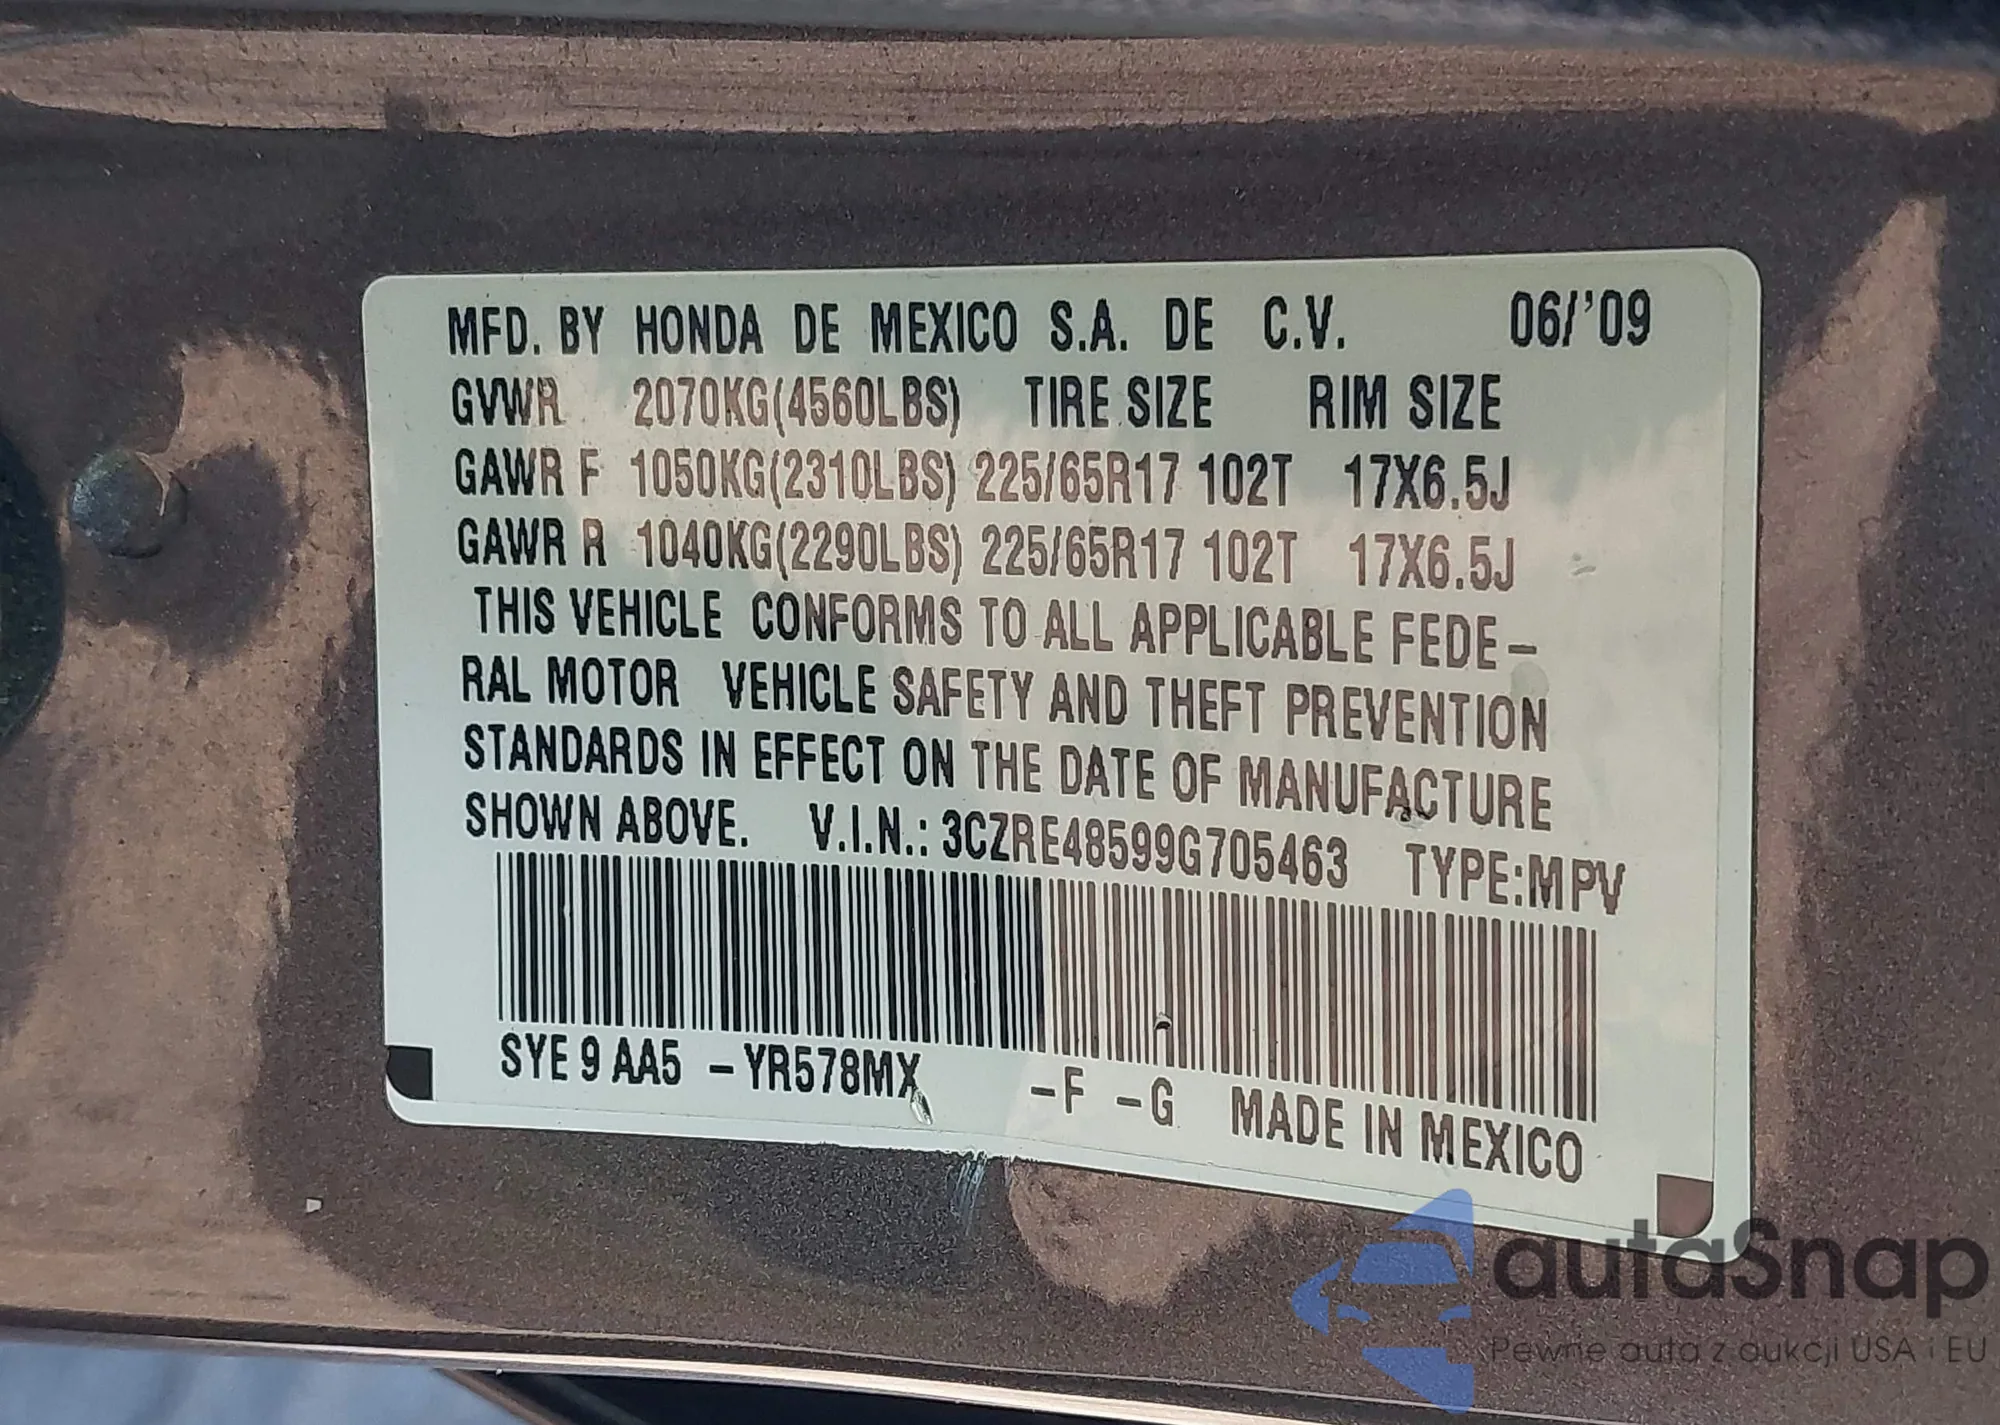 MFD. BY HONDA DE MEXICO S.A. DE C.V. 06/'09
GVWR 2070KG(4560LBS) TIRE SIZE RIM SIZE
GAWR F 1050KG(2310LBS) 225/65R17 102T 17X6.5J
GAWR R 1040KG(2290LBS) 225/65R17 102T 17X6.5J
THIS VEHICLE CONFORMS TO ALL APPLICABLE FEDE-
RAL MOTOR VEHICLE SAFETY AND THEFT PREVENTION
STANDARDS IN EFFECT ON THE DATE OF MANUFACTURE
SHOWN ABOVE. V.I.N.: 3CZRE48599G705463 TYPE:MPV
SYE 9 AA5 -YR578MX -F -G MADE IN MEXICO
autaSnap
Pewne auta z aukcji USA i EU